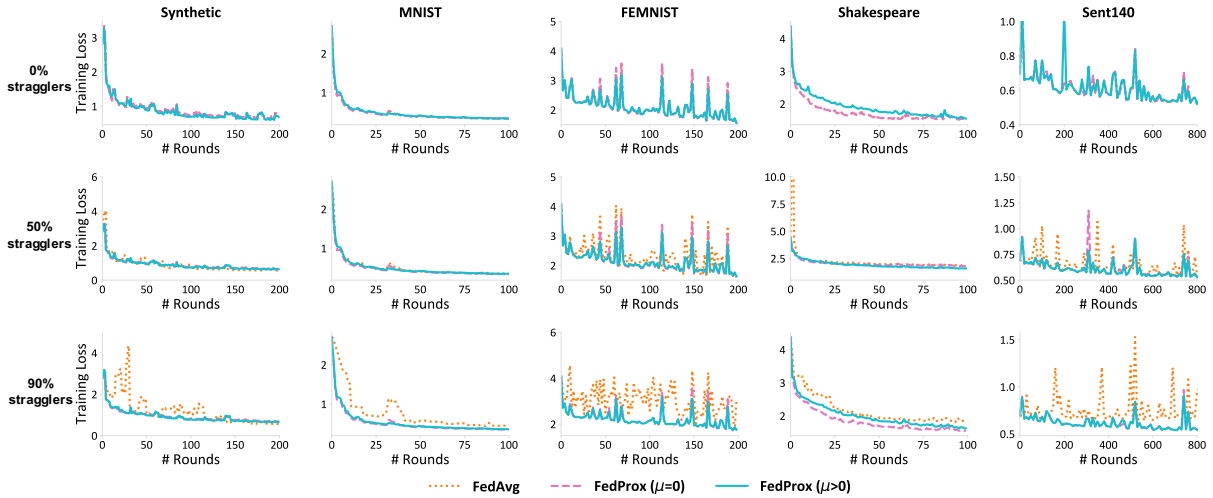 Synthetic MNIST FEMNIST Shakespeare Sent140
0% stragglers
Training Loss
3
2
1
0 50 100 150 200
# Rounds
2
1
0 25 50 75 100
# Rounds
5
4
3
2
0 50 100 150 200
# Rounds
4
3
2
0 25 50 75 100
# Rounds
1.0
0.8
0.6
0.4
0 200 400 600 800
# Rounds
50% stragglers
Training Loss
6
4
2
0
0 50 100 150 200
# Rounds
2
1
0 25 50 75 100
# Rounds
5
4
3
2
1
0 50 100 150 200
# Rounds
10.0
7.5
5.0
2.5
0 25 50 75 100
# Rounds
1.50
1.25
1.00
0.75
0.50
0 200 400 600 800
# Rounds
90% stragglers
Training Loss
4
2
0
0 50 100 150 200
# Rounds
2
1
0 25 50 75 100
# Rounds
6
4
2
0 50 100 150 200
# Rounds
5
4
3
2
0 25 50 75 100
# Rounds
1.5
1.0
0.5
0 200 400 600 800
# Rounds
FedAvg FedProx (μ=0) FedProx (μ>0)